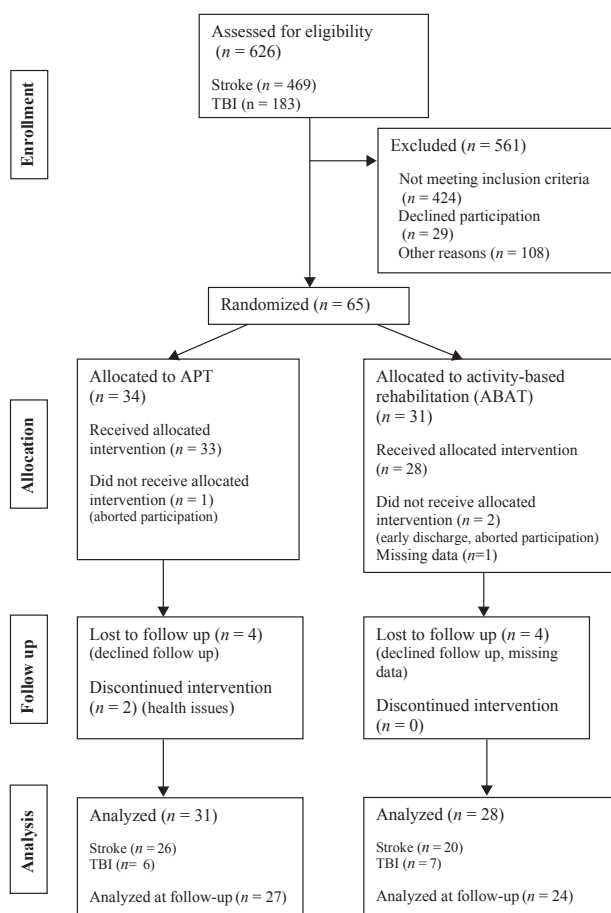 Assessed for eligibility
(n = 626)
Stroke (n = 469)
TBI (n = 183)
Enrollment
Excluded (n = 561)
Not meeting inclusion criteria
(n = 424)
Declined participation
(n = 29)
Other reasons (n = 108)
Randomized (n = 65)
Allocation
Allocated to APT
(n = 34)
Received allocated
intervention (n = 33)
Did not receive allocated
intervention (n = 1)
(aborted participation)
Allocated to activity-based
rehabilitation (ABAT)
(n = 31)
Received allocated intervention
(n = 28)
Did not receive allocated
intervention (n = 2)
(early discharge, aborted participation)
Missing data (n=1)
Follow up
Lost to follow up (n = 4)
(declined follow up)
Discontinued intervention
(n = 2) (health issues)
Lost to follow up (n = 4)
(declined follow up, missing
data)
Discontinued intervention
(n = 0)
Analysis
Analyzed (n = 31)
Stroke (n = 26)
TBI (n= 6)
Analyzed at follow-up (n = 27)
Analyzed (n = 28)
Stroke (n = 20)
TBI (n = 7)
Analyzed at follow-up (n = 24)